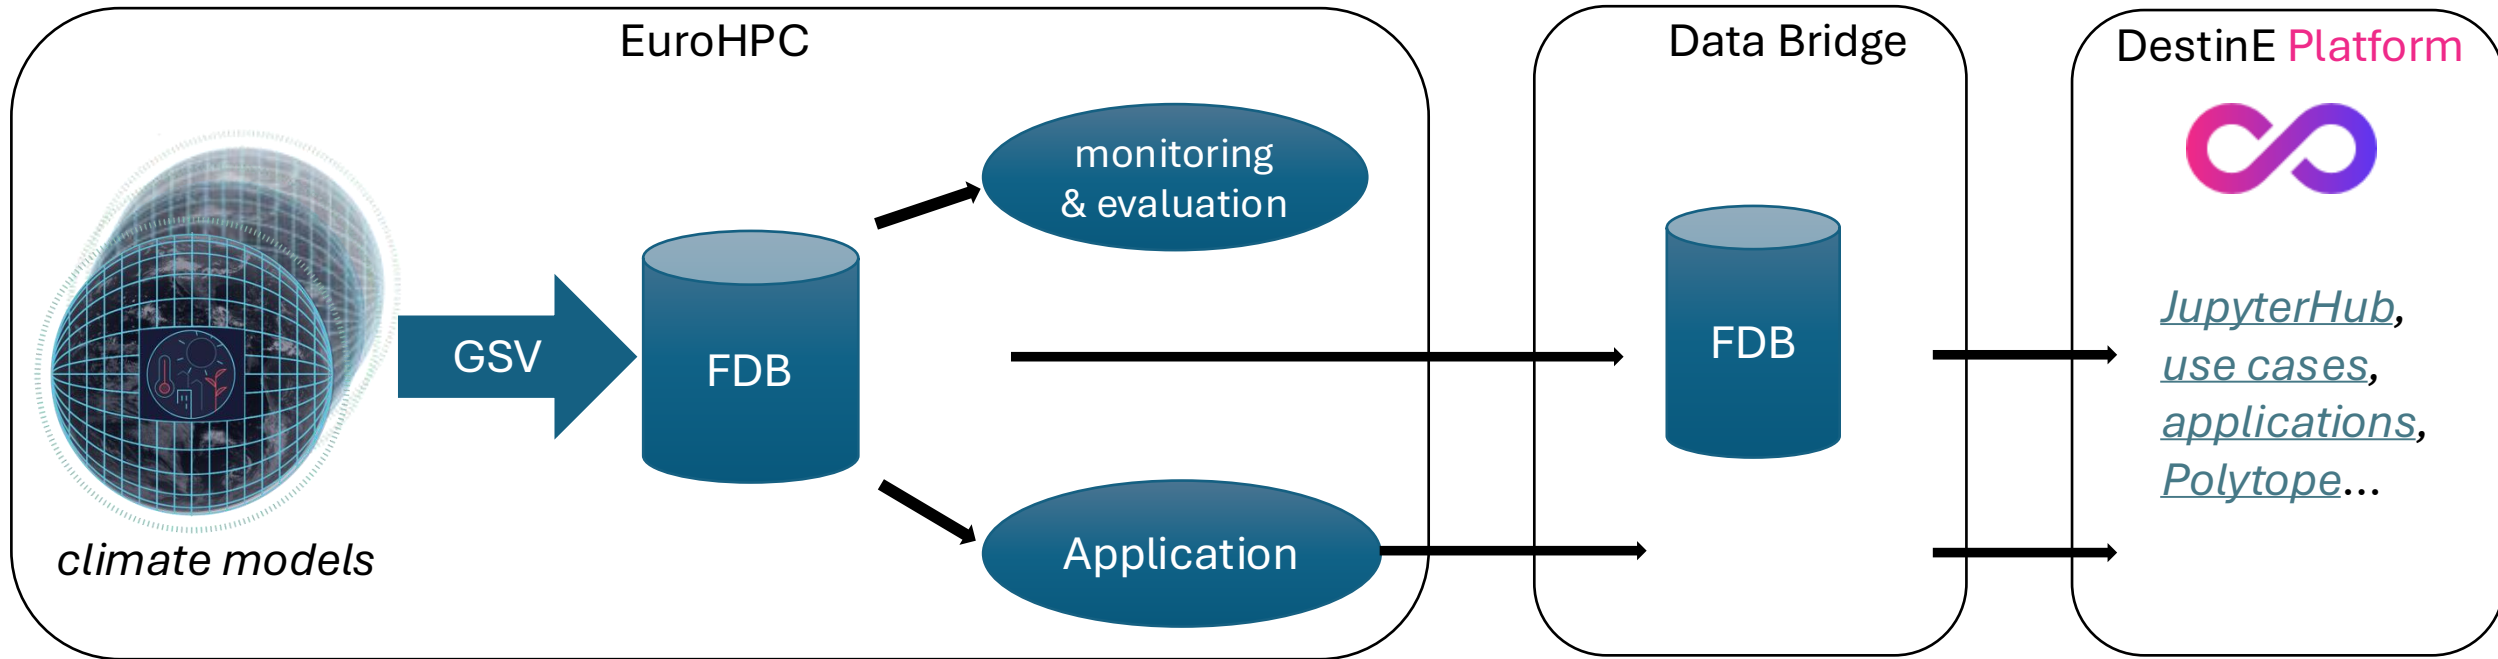 EuroHPC
climate models
GSV
FDB
monitoring
& evaluation
Application
Data Bridge
FDB
DestinE Platform
JupyterHub,
use cases,
applications,
Polytope...